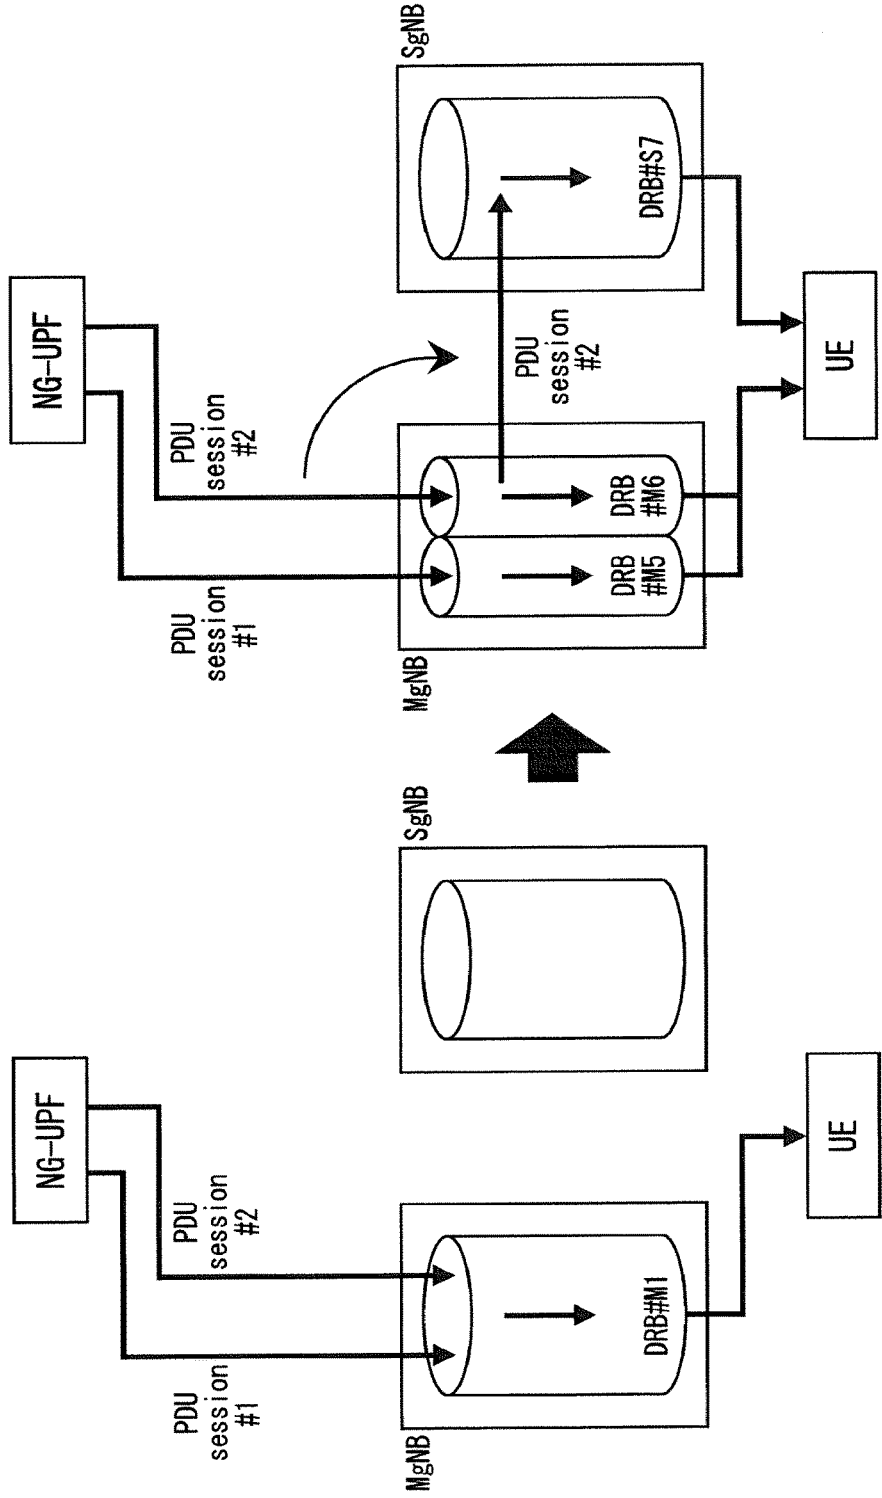 NG-UPF
PDU
session
#1
PDU
session
#2
MgNB
SgNB
DRB#M1
UE
NG-UPF
PDU
session
#1
PDU
session
#2
MgNB
SgNB
PDU
session
#2
DRB
#M5
DRB
#M6
DRB#S7
UE